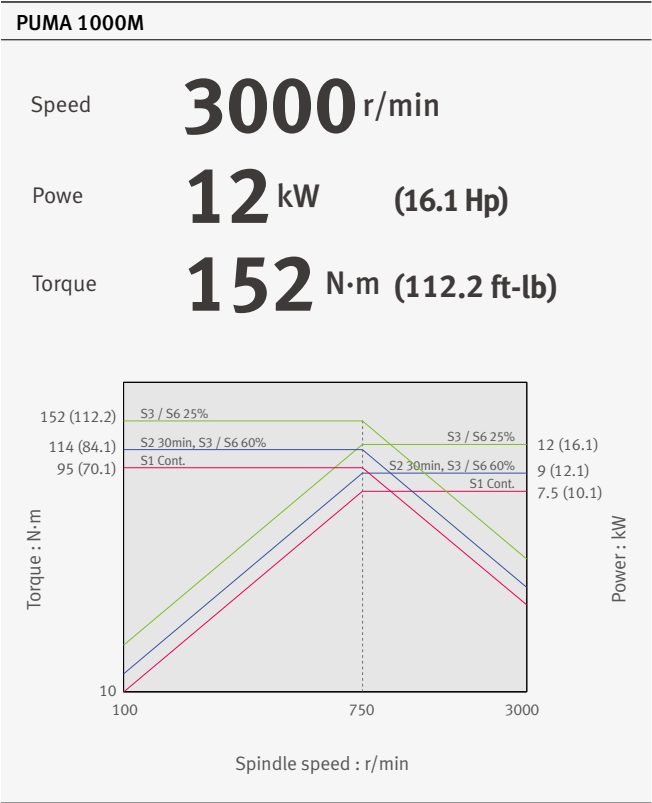 PUMA 1000M
Speed 3000 r/min
Powe 12 kW (16.1 Hp)
Torque 152 N·m (112.2 ft-lb)
152 (112.2)
114 (84.1)
95 (70.1)
S3 / S6 25%
S2 30min, S3 / S6 60%
S1 Cont.
S3 / S6 25%
S2 30min, S3 / S6 60%
S1 Cont.
12 (16.1)
9 (12.1)
7.5 (10.1)
Torque : N·m
Power : kW
10
100 750 3000
Spindle speed : r/min